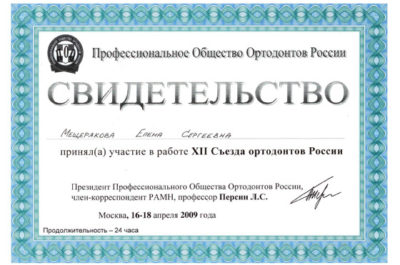 Профессиональное Общество Ортодонтов России
СВИДЕТЕЛЬСТВО
Мещерякова Елена Сергеевна
принял(а) участие в работе XII Съезда ортодонтов России
Президент Профессионального Общества Ортодонтов России,
член-корреспондент РАМН, профессор Персин Л.С.
Москва, 16-18 апреля 2009 года
Продолжительность – 24 часа